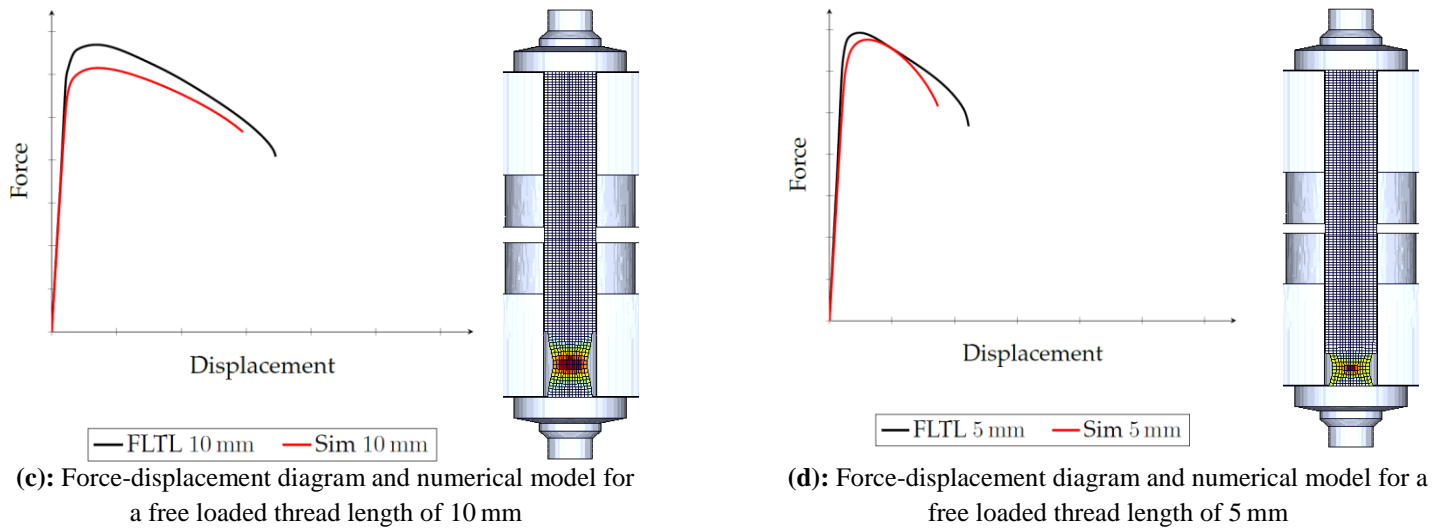 Force
Displacement
FLTL 10 mm Sim 10 mm
(c): Force-displacement diagram and numerical model for
a free loaded thread length of 10 mm
Force
Displacement
FLTL 5 mm Sim 5 mm
(d): Force-displacement diagram and numerical model for a
free loaded thread length of 5 mm